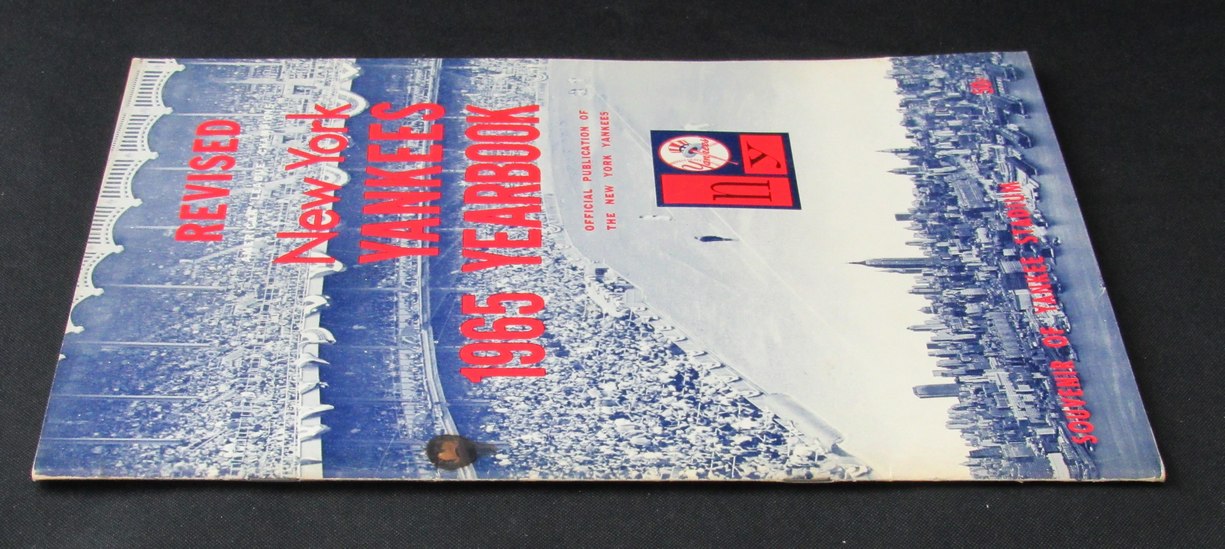 REVISED
New York
YANKEES
1965 YEARBOOK
OFFICIAL PUBLICATION OF
THE NEW YORK YANKEES
Yankees
ny
50¢
SOUVENIR OF YANKEE STADIUM